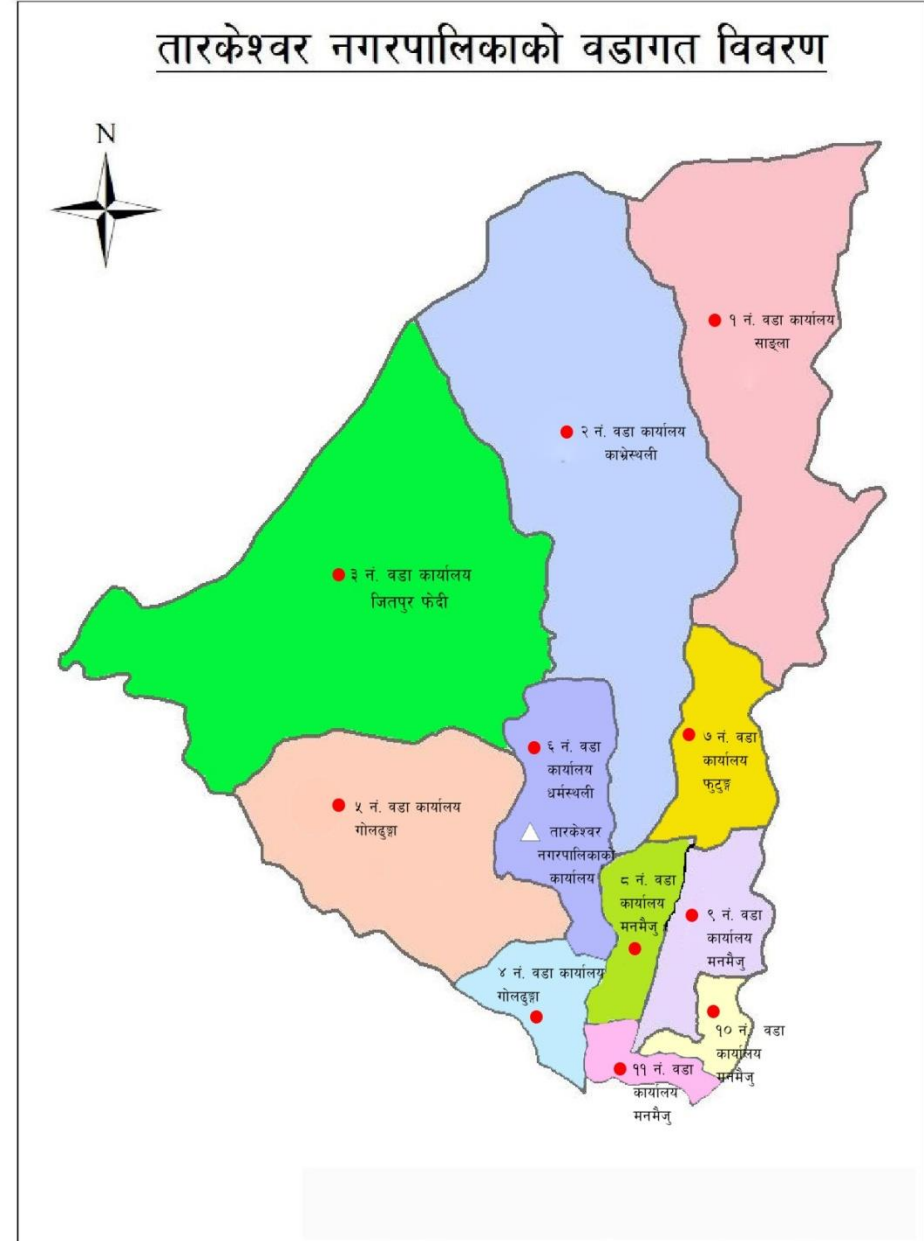 तारकेश्वर नगरपालिकाको वडागत विवरण
N
१ नं. वडा कार्यालय
साङ्ला
२ नं. वडा कार्यालय
काभ्रेस्थली
३ नं. वडा कार्यालय
जितपुर फेदी
७ नं. वडा
कार्यालय
फुटुङ्ग
६ नं. वडा
कार्यालय
धर्मस्थली
५ नं. वडा कार्यालय
गोलढुङ्गा
तारकेश्वर
नगरपालिकाको
कार्यालय
८ नं. वडा
कार्यालय
मनमैजु
९ नं. वडा
कार्यालय
मनमैजु
४ नं. वडा कार्यालय
गोलढुङ्गा
१० नं. वडा
कार्यालय
मनमैजु
११ नं. वडा
कार्यालय
मनमैजु